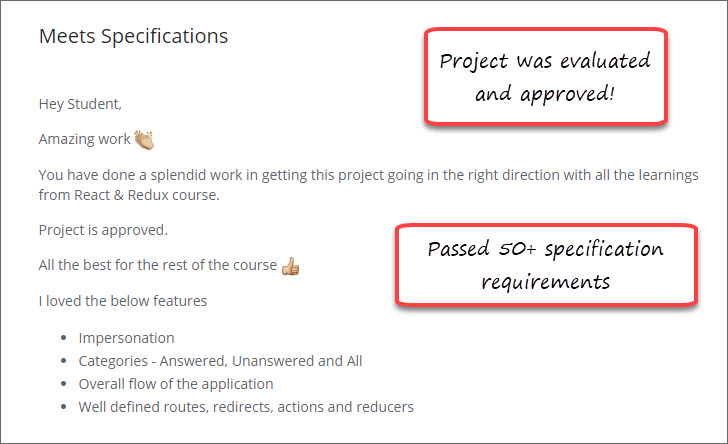 Meets Specifications
Project was evaluated
and approved!
Hey Student,
Amazing work 👏
You have done a splendid work in getting this project going in the right direction with all the learnings
from React & Redux course.
Project is approved.
Passed 50+ specification
requirements
All the best for the rest of the course 👍
I loved the below features
• Impersonation
• Categories - Answered, Unanswered and All
• Overall flow of the application
• Well defined routes, redirects, actions and reducers